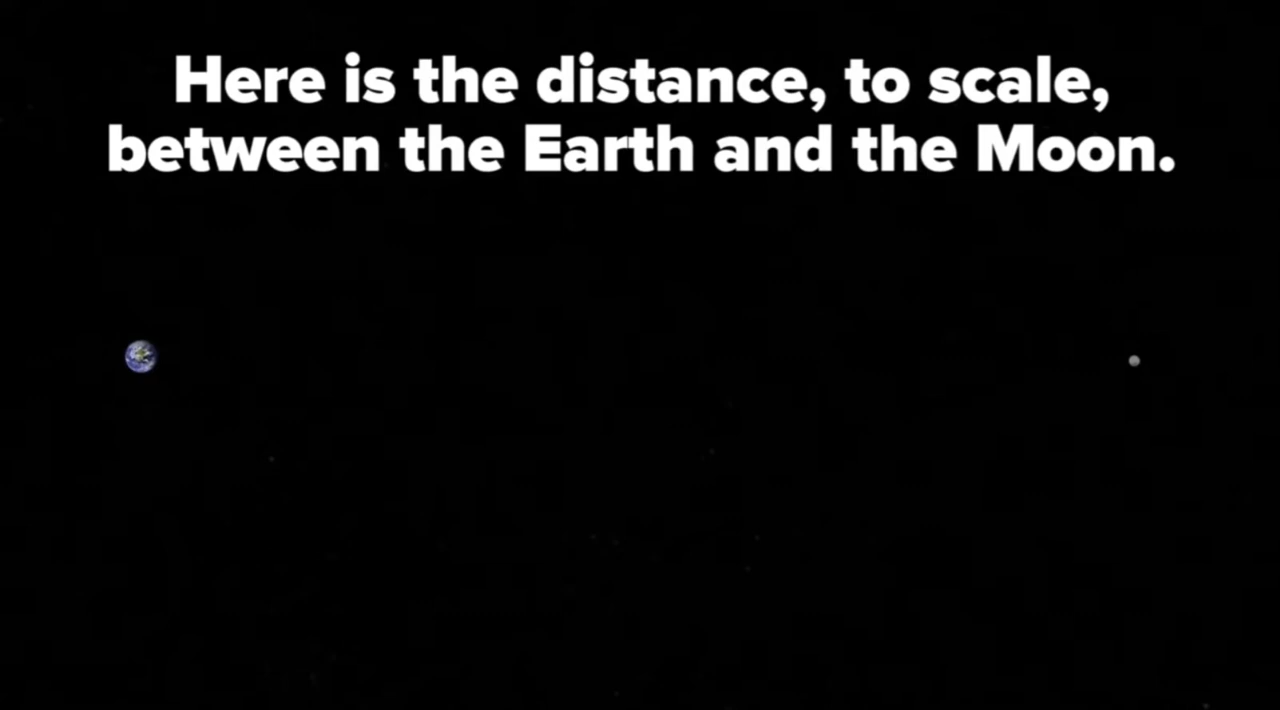 Here is the distance, to scale,
between the Earth and the Moon.